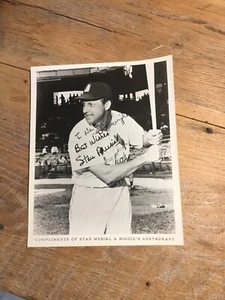 Best Wishes
Stan Musial
COMPLIMENTS OF STAN MUSIAL & BIGGIE'S RESTAURANT